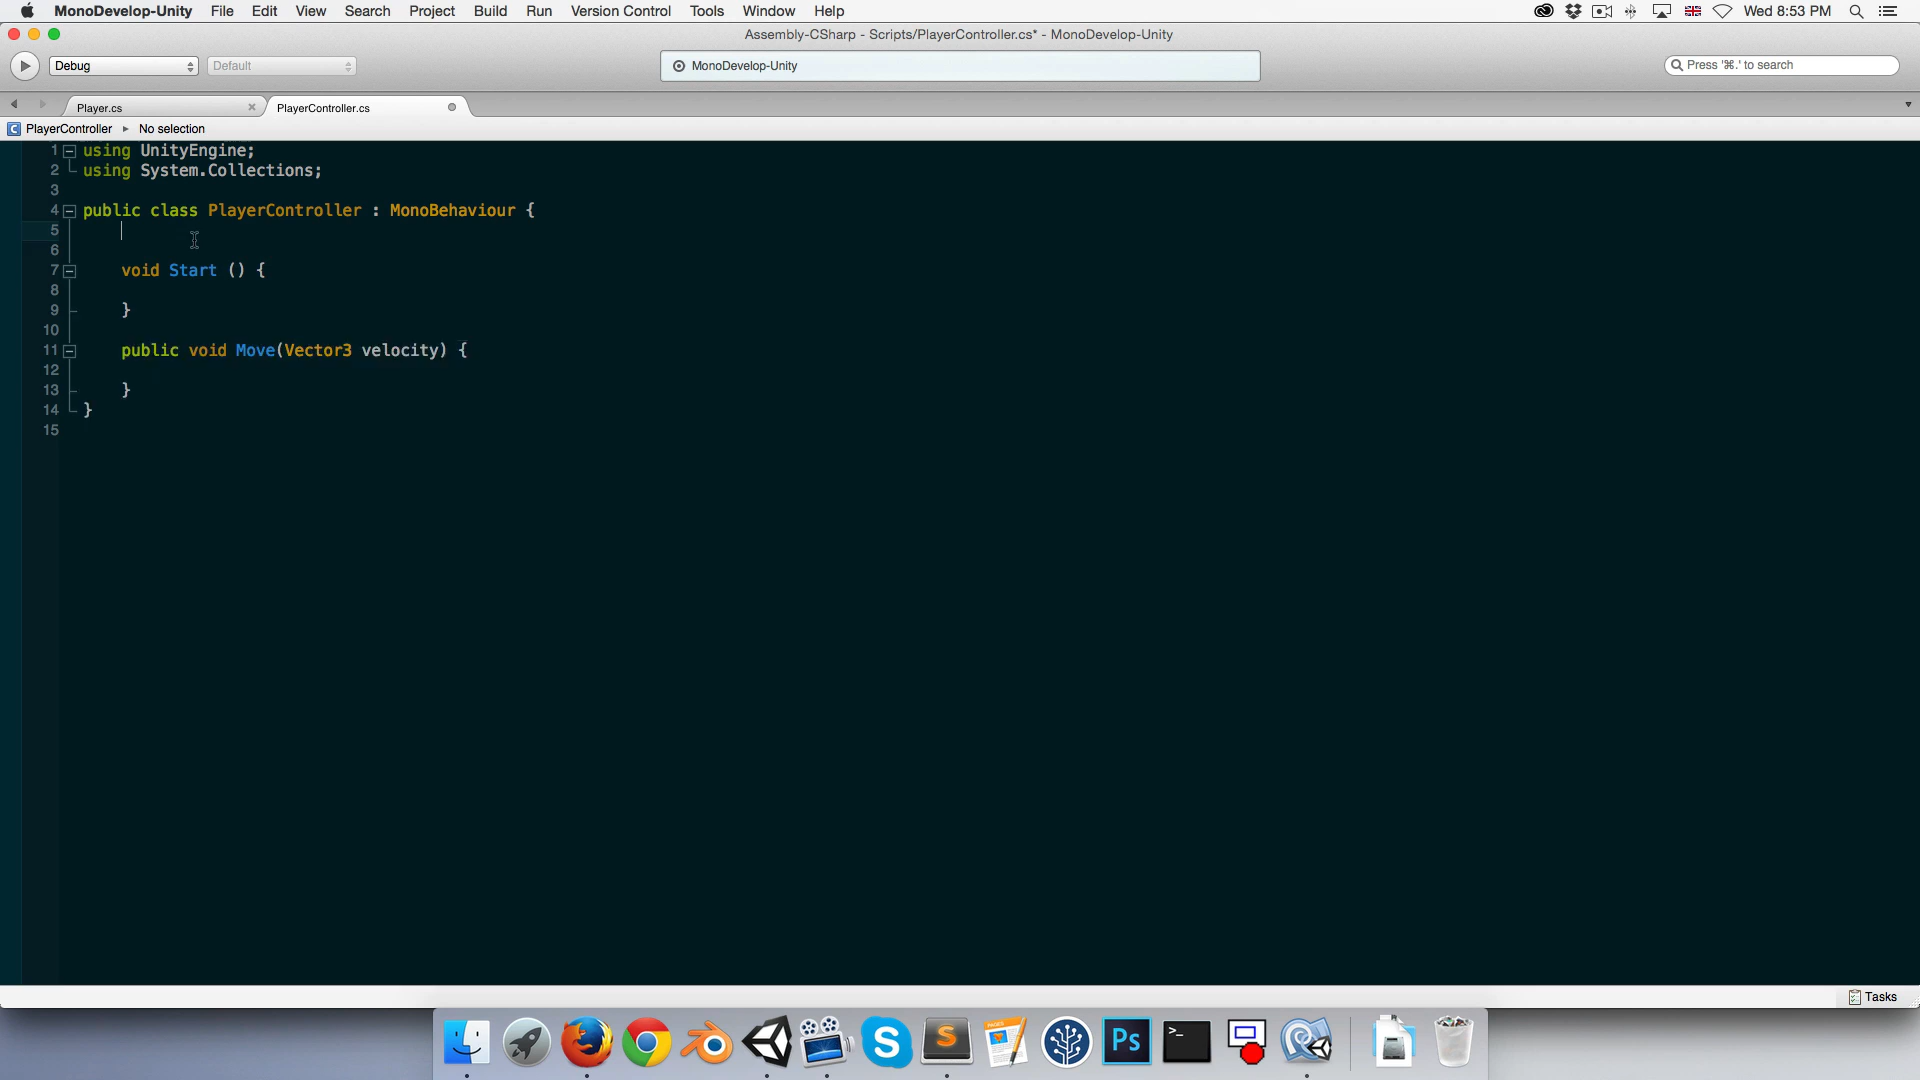 MonoDevelop-Unity File Edit View Search Project Build Run Version Control Tools Window Help Wed 8:53 PM
Assembly-CSharp - Scripts/PlayerController.cs* - MonoDevelop-Unity
Debug Default MonoDevelop-Unity Press '⌘.' to search
Player.cs PlayerController.cs
C PlayerController No selection
1 using UnityEngine;
2 using System.Collections;
3
4 public class PlayerController : MonoBehaviour {
5
6
7 void Start () {
8
9 }
10
11 public void Move(Vector3 velocity) {
12
13 }
14 }
15
Tasks
S S PAGES Ps >_